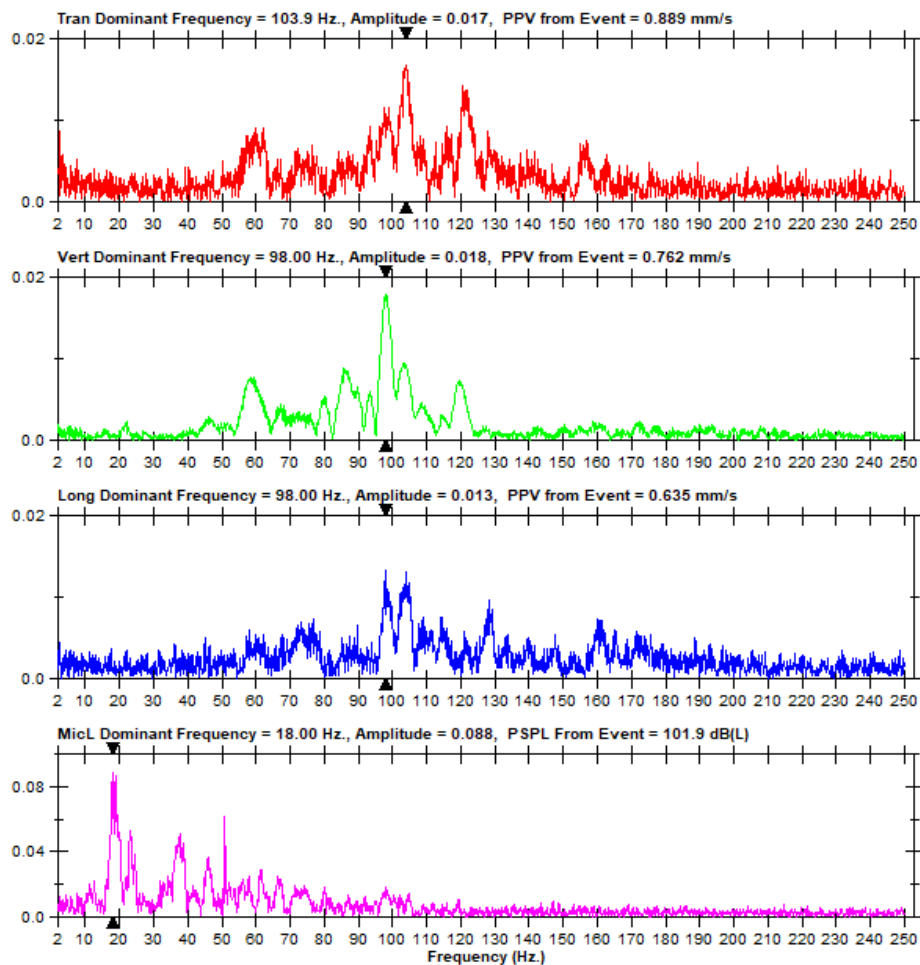 Tran Dominant Frequency = 103.9 Hz., Amplitude = 0.017, PPV from Event = 0.889 mm/s
0.02
0.0
2 10 20 30 40 50 60 70 80 90 100 110 120 130 140 150 160 170 180 190 200 210 220 230 240 250
Vert Dominant Frequency = 98.00 Hz., Amplitude = 0.018, PPV from Event = 0.762 mm/s
0.02
0.0
2 10 20 30 40 50 60 70 80 90 100 110 120 130 140 150 160 170 180 190 200 210 220 230 240 250
Long Dominant Frequency = 98.00 Hz., Amplitude = 0.013, PPV from Event = 0.635 mm/s
0.02
0.0
2 10 20 30 40 50 60 70 80 90 100 110 120 130 140 150 160 170 180 190 200 210 220 230 240 250
MicL Dominant Frequency = 18.00 Hz., Amplitude = 0.088, PSPL From Event = 101.9 dB(L)
0.08
0.04
0.0
2 10 20 30 40 50 60 70 80 90 100 110 120 130 140 150 160 170 180 190 200 210 220 230 240 250
Frequency (Hz.)